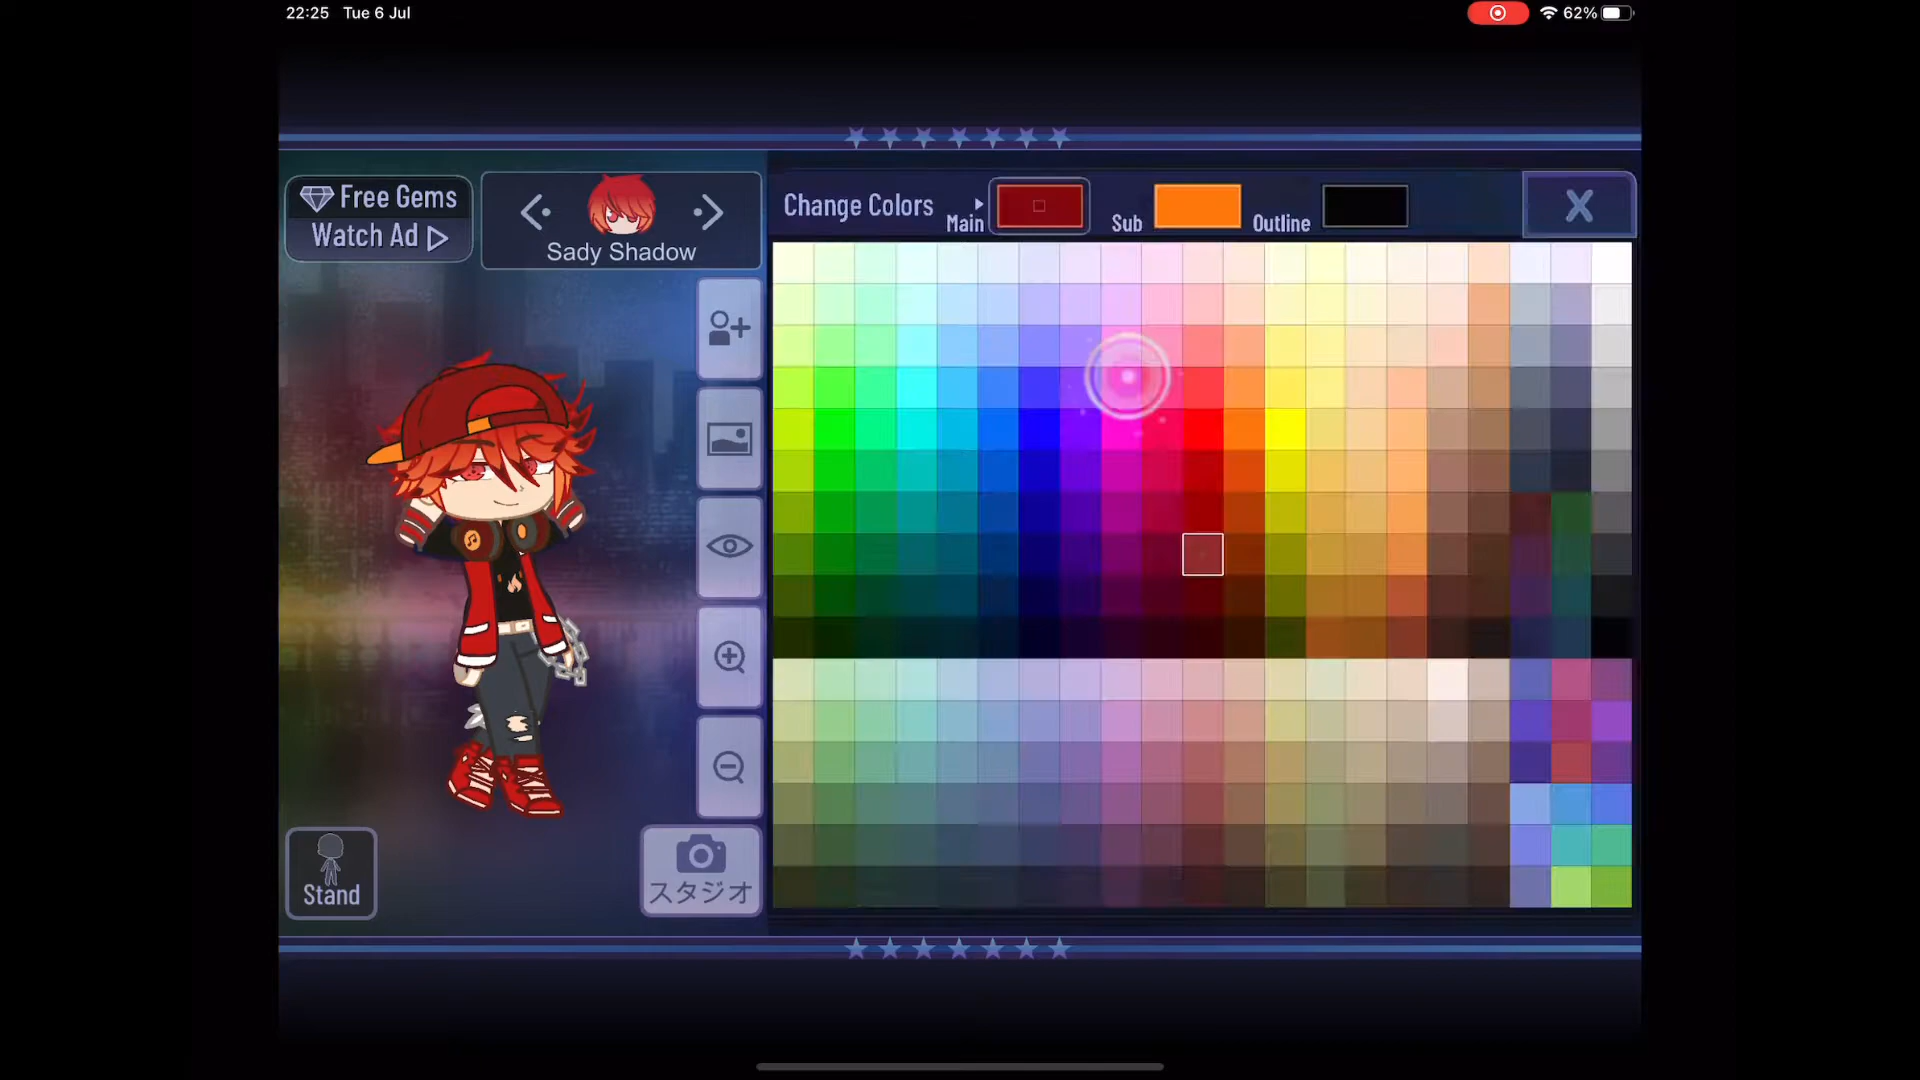 22:25 Tue 6 Jul
62%
Free Gems
Watch Ad
Sady Shadow
Change Colors
Main
Sub
Outline
X
Stand
スタジオ